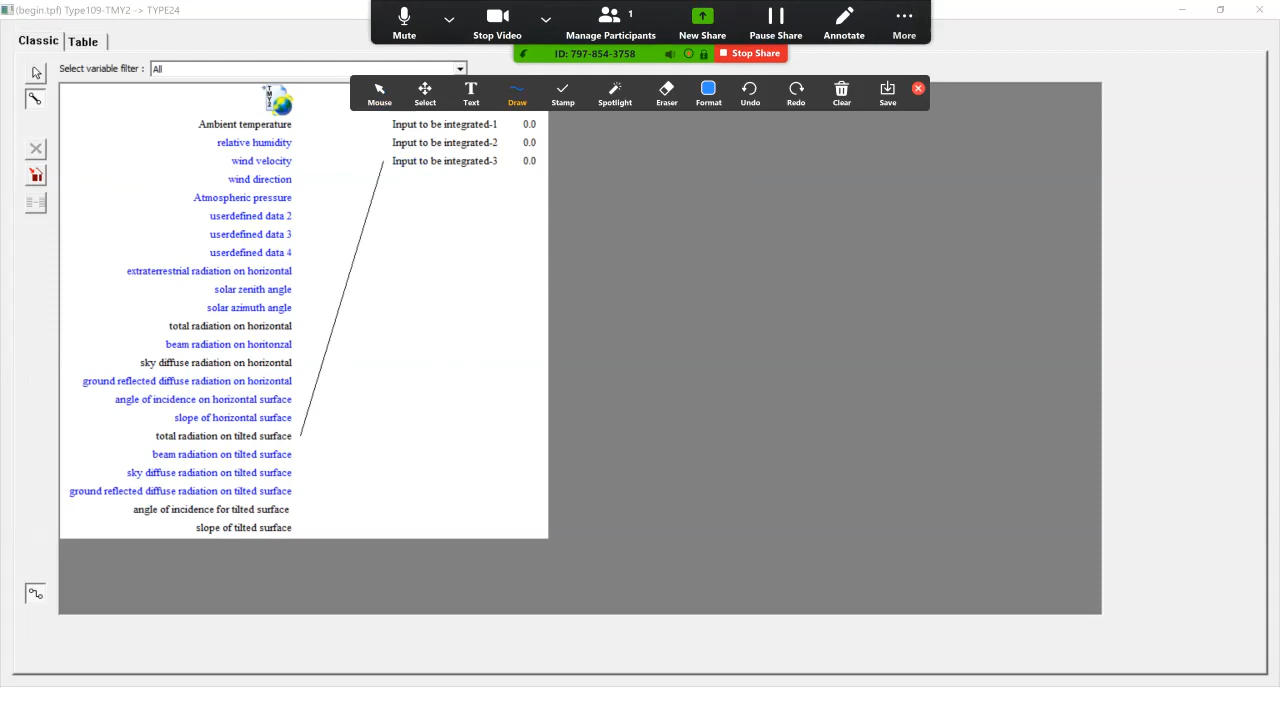 (begin.tpf) Type109-TMY2 -> TYPE24
Mute
Stop Video
1
Manage Participants
New Share
Pause Share
Annotate
More
ID: 797-854-3758
Stop Share
Classic
Table
Select variable filter :
All
Mouse
Select
Text
Draw
Stamp
Spotlight
Eraser
Format
Undo
Redo
Clear
Save
TMY2
Ambient temperature
Input to be integrated-1 0.0
relative humidity
Input to be integrated-2 0.0
wind velocity
Input to be integrated-3 0.0
wind direction
Atmospheric pressure
userdefined data 2
userdefined data 3
userdefined data 4
extraterrestrial radiation on horizontal
solar zenith angle
solar azimuth angle
total radiation on horizontal
beam radiation on horitonzal
sky diffuse radiation on horizontal
ground reflected diffuse radiation on horizontal
angle of incidence on horizontal surface
slope of horizontal surface
total radiation on tilted surface
beam radiation on tilted surface
sky diffuse radiation on tilted surface
ground reflected diffuse radiation on tilted surface
angle of incidence for tilted surface
slope of tilted surface